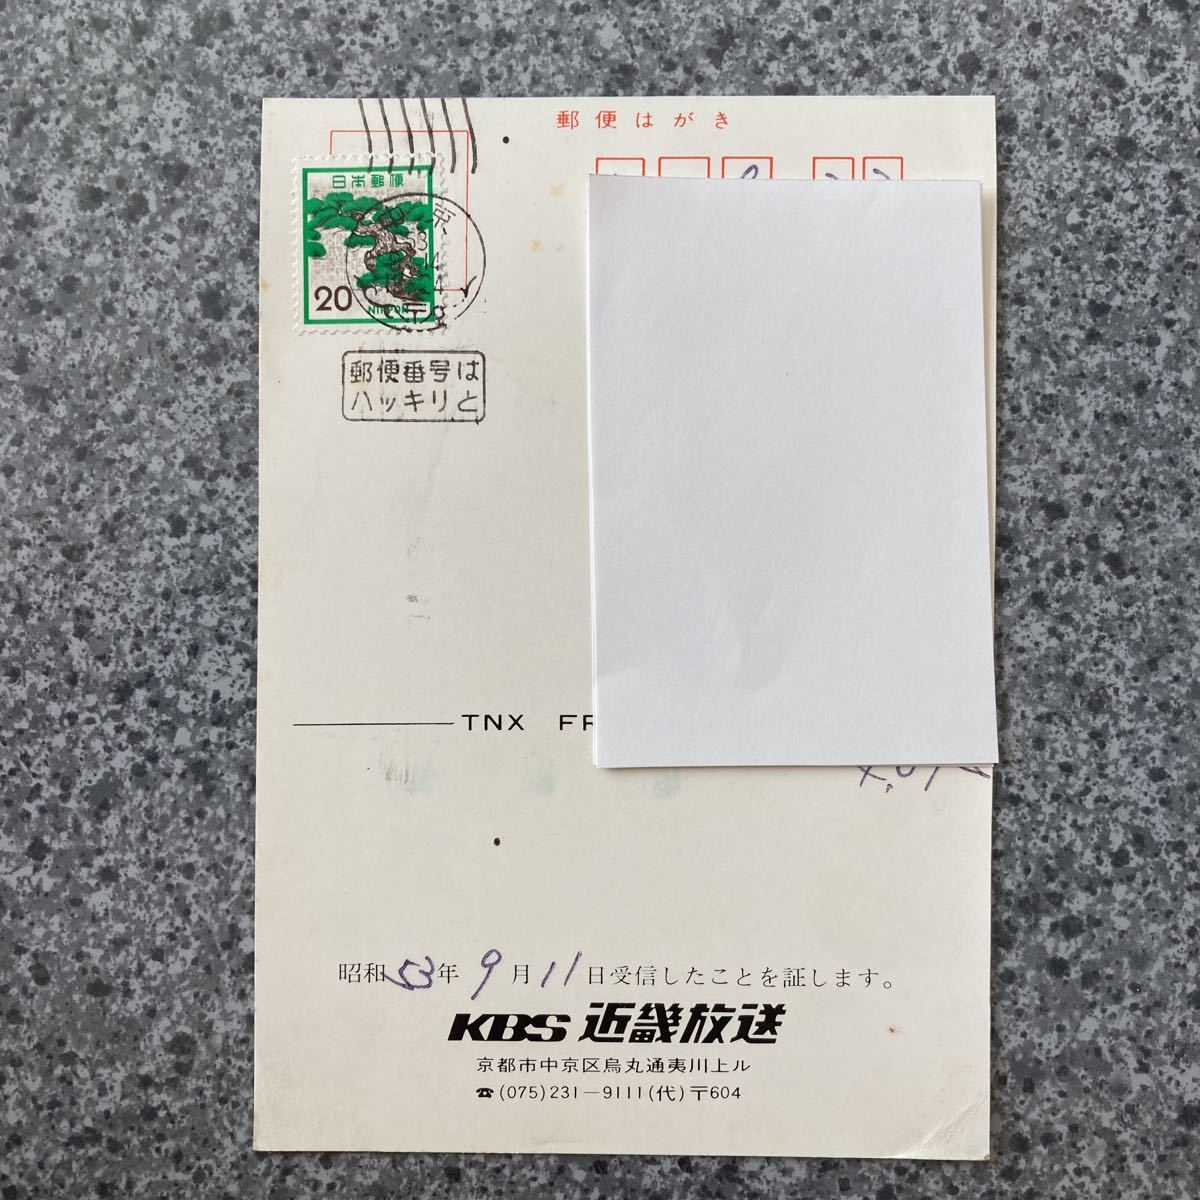 郵便はがき
日本郵便
20
NIPPON
京
53
郵便番号は
ハッキリと
TNX FR
昭和53年9月11日受信したことを証します。
KBS 近畿放送
京都市中京区烏丸通夷川上ル
☎(075)231-9111(代)〒604